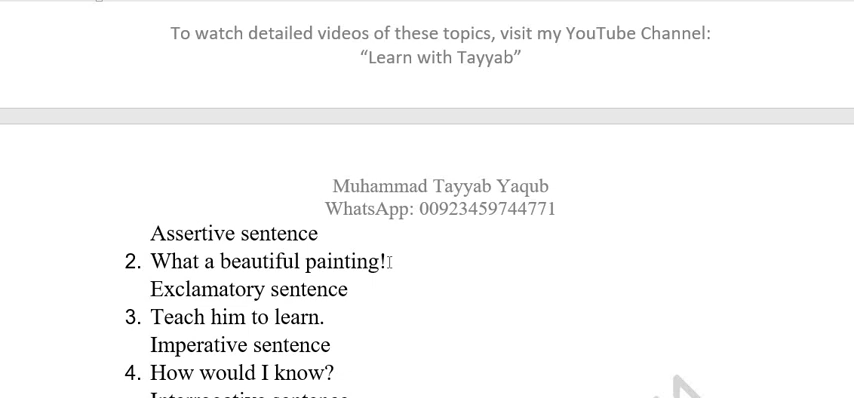 To watch detailed videos of these topics, visit my YouTube Channel:
“Learn with Tayyab”
Muhammad Tayyab Yaqub
WhatsApp: 00923459744771
Assertive sentence
2. What a beautiful painting!
Exclamatory sentence
3. Teach him to learn.
Imperative sentence
4. How would I know?